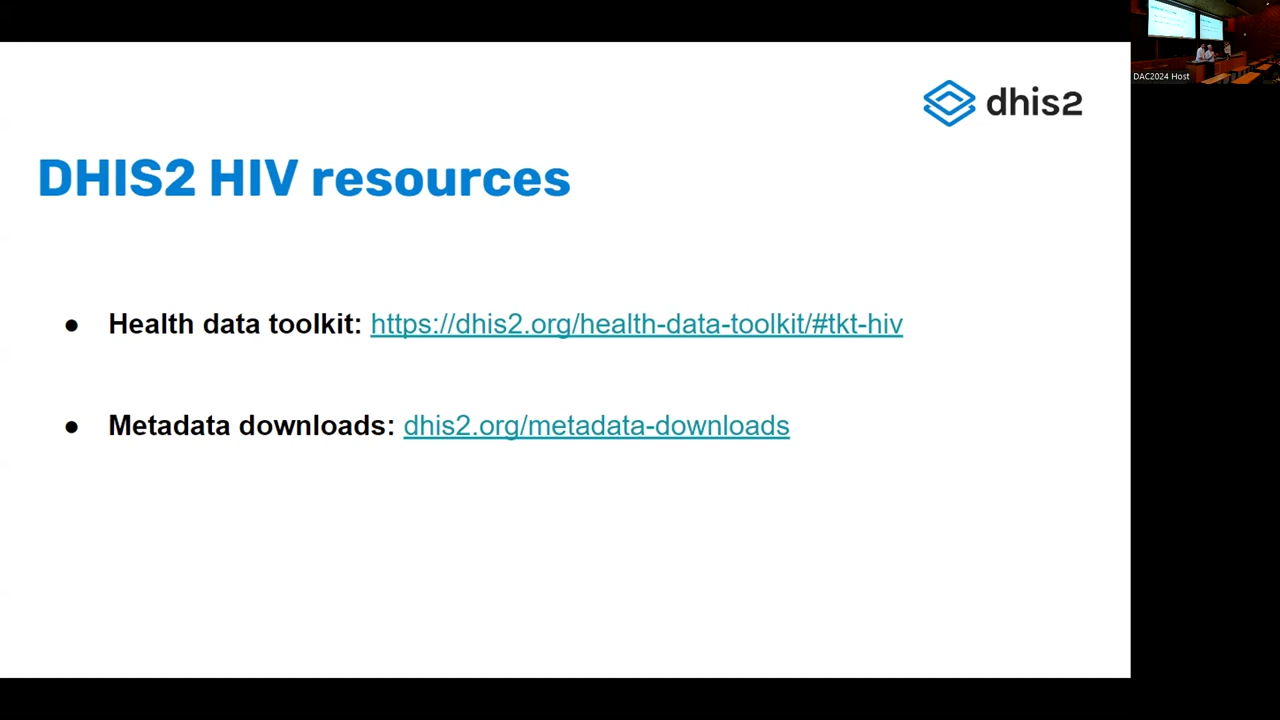 dhis2
DAC2024 Host
DHIS2 HIV resources
● Health data toolkit: https://dhis2.org/health-data-toolkit/#tkt-hiv
● Metadata downloads: dhis2.org/metadata-downloads